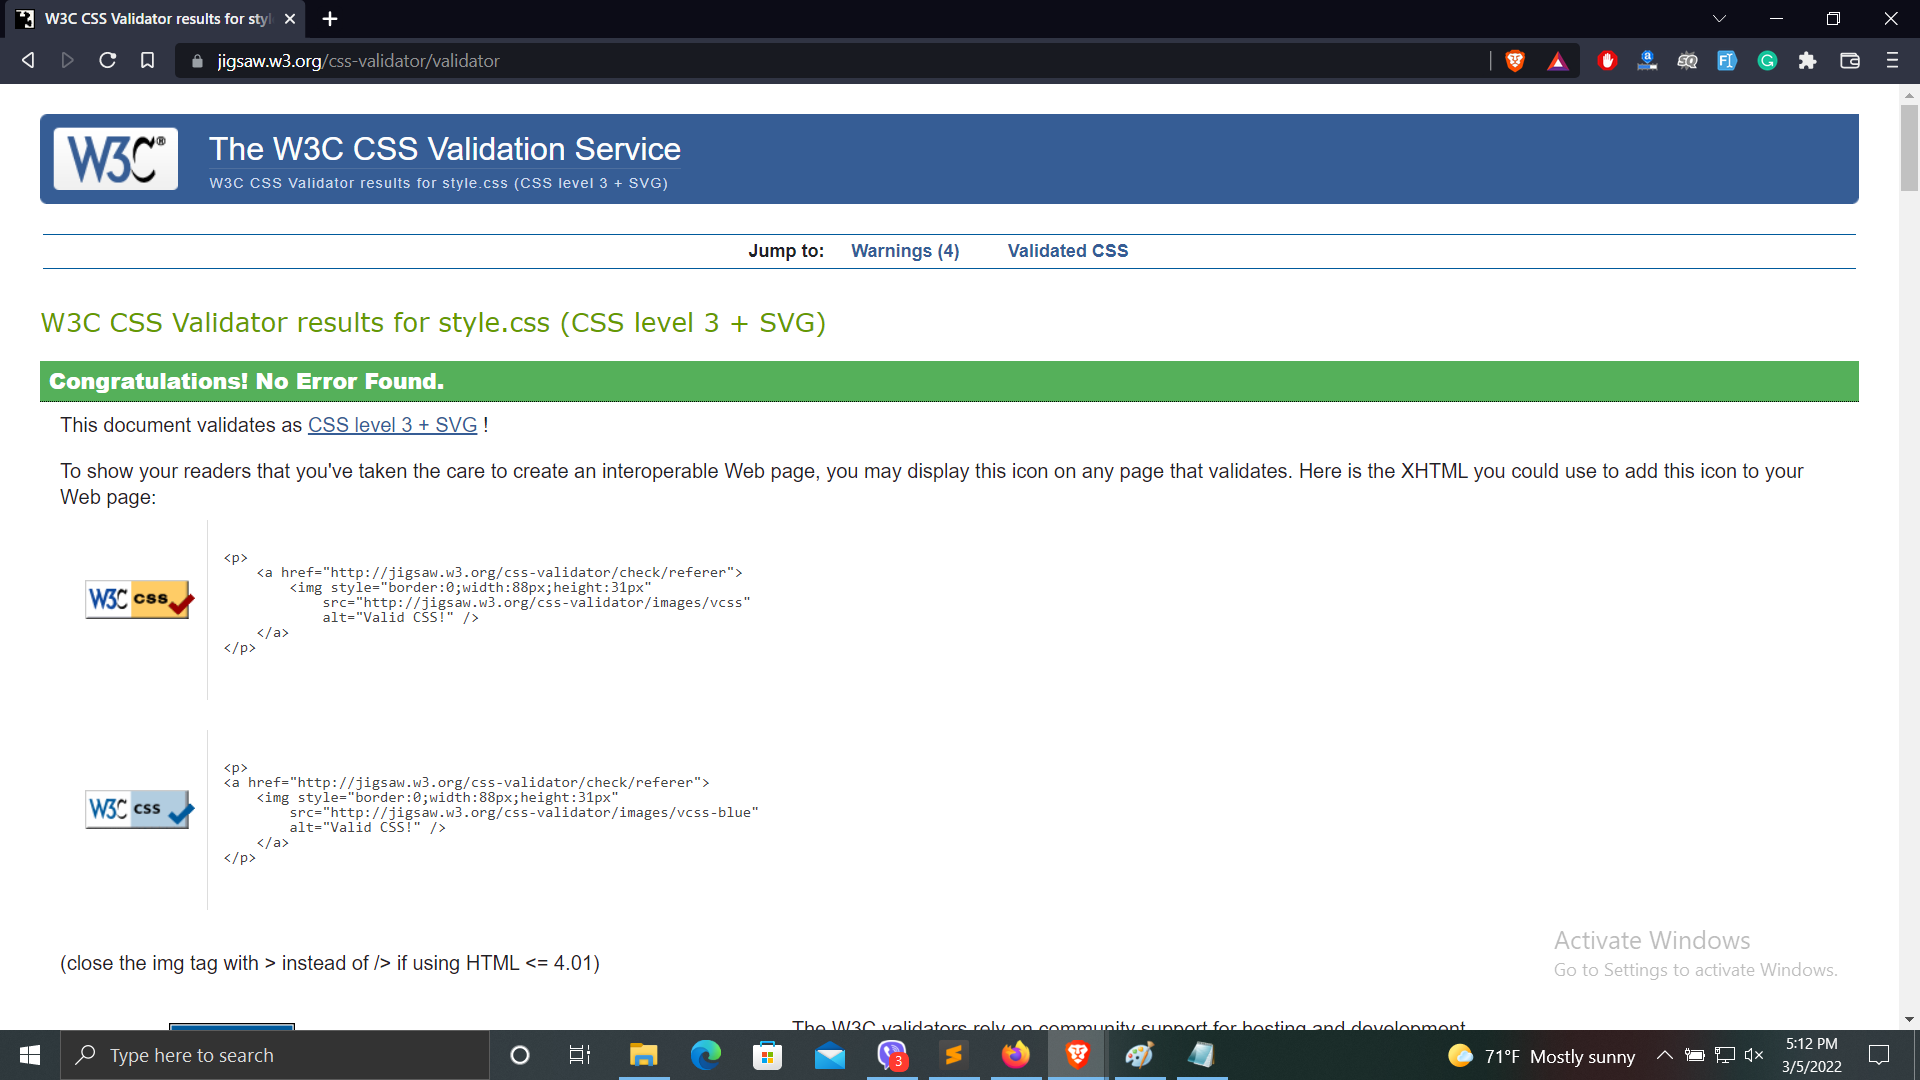 W3C CSS Validator results for sty
jigsaw.w3.org/css-validator/validator
W3C®
The W3C CSS Validation Service
W3C CSS Validator results for style.css (CSS level 3 + SVG)
Jump to: Warnings (4) Validated CSS
W3C CSS Validator results for style.css (CSS level 3 + SVG)
Congratulations! No Error Found.
This document validates as CSS level 3 + SVG !
To show your readers that you've taken the care to create an interoperable Web page, you may display this icon on any page that validates. Here is the XHTML you could use to add this icon to your
Web page:
W3C css
<p>
<a href="http://jigsaw.w3.org/css-validator/check/referer">
<img style="border:0;width:88px;height:31px"
src="http://jigsaw.w3.org/css-validator/images/vcss"
alt="Valid CSS!" />
</a>
</p>
W3C css
<p>
<a href="http://jigsaw.w3.org/css-validator/check/referer">
<img style="border:0;width:88px;height:31px"
src="http://jigsaw.w3.org/css-validator/images/vcss-blue"
alt="Valid CSS!" />
</a>
</p>
Activate Windows
Go to Settings to activate Windows.
(close the img tag with > instead of /> if using HTML <= 4.01)
The W3C validators rely on community support for hosting and development
Type here to search
3
71°F Mostly sunny
5:12 PM
3/5/2022